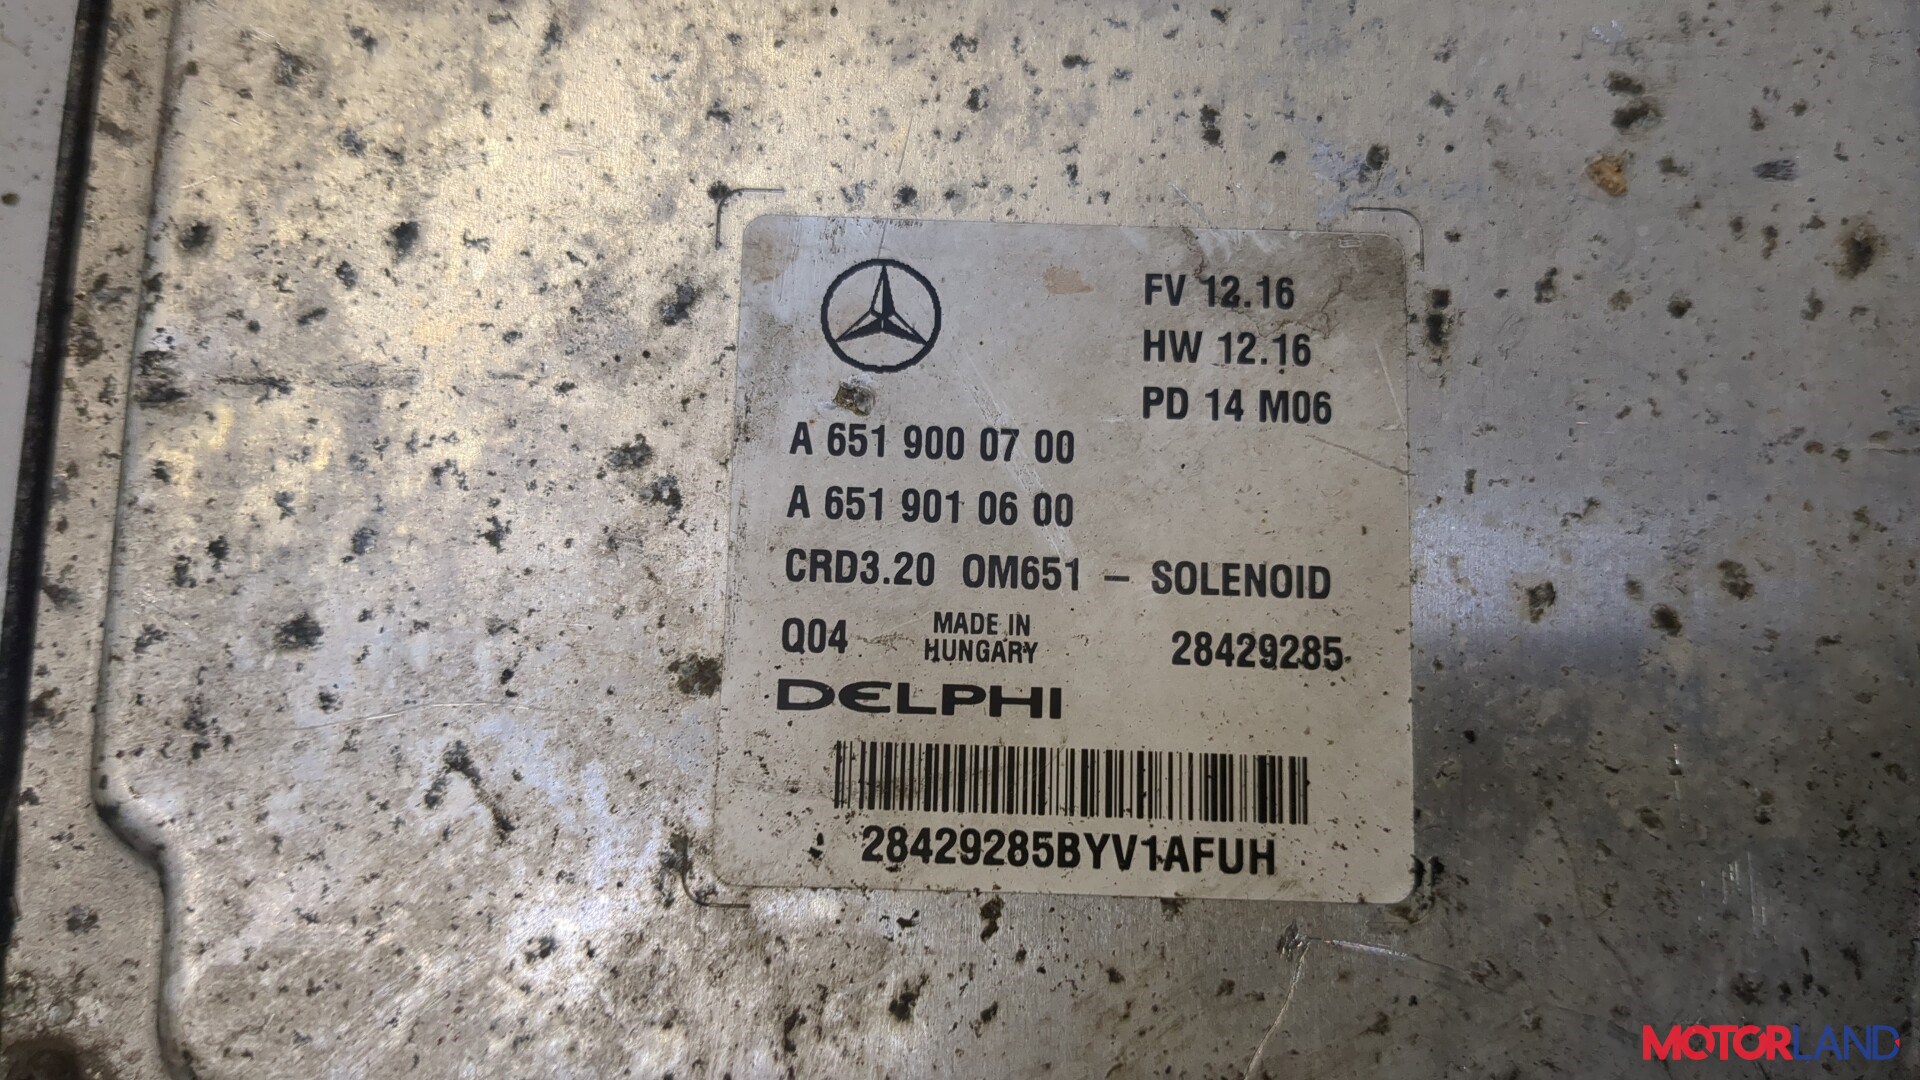 FV 12.16
HW 12.16
PD 14 M06
A 651 900 07 00
A 651 901 06 00
CRD3.20 OM651 – SOLENOID
Q04 MADE IN HUNGARY 28429285
DELPHI
28429285BYV1AFUH
MOTORLAND